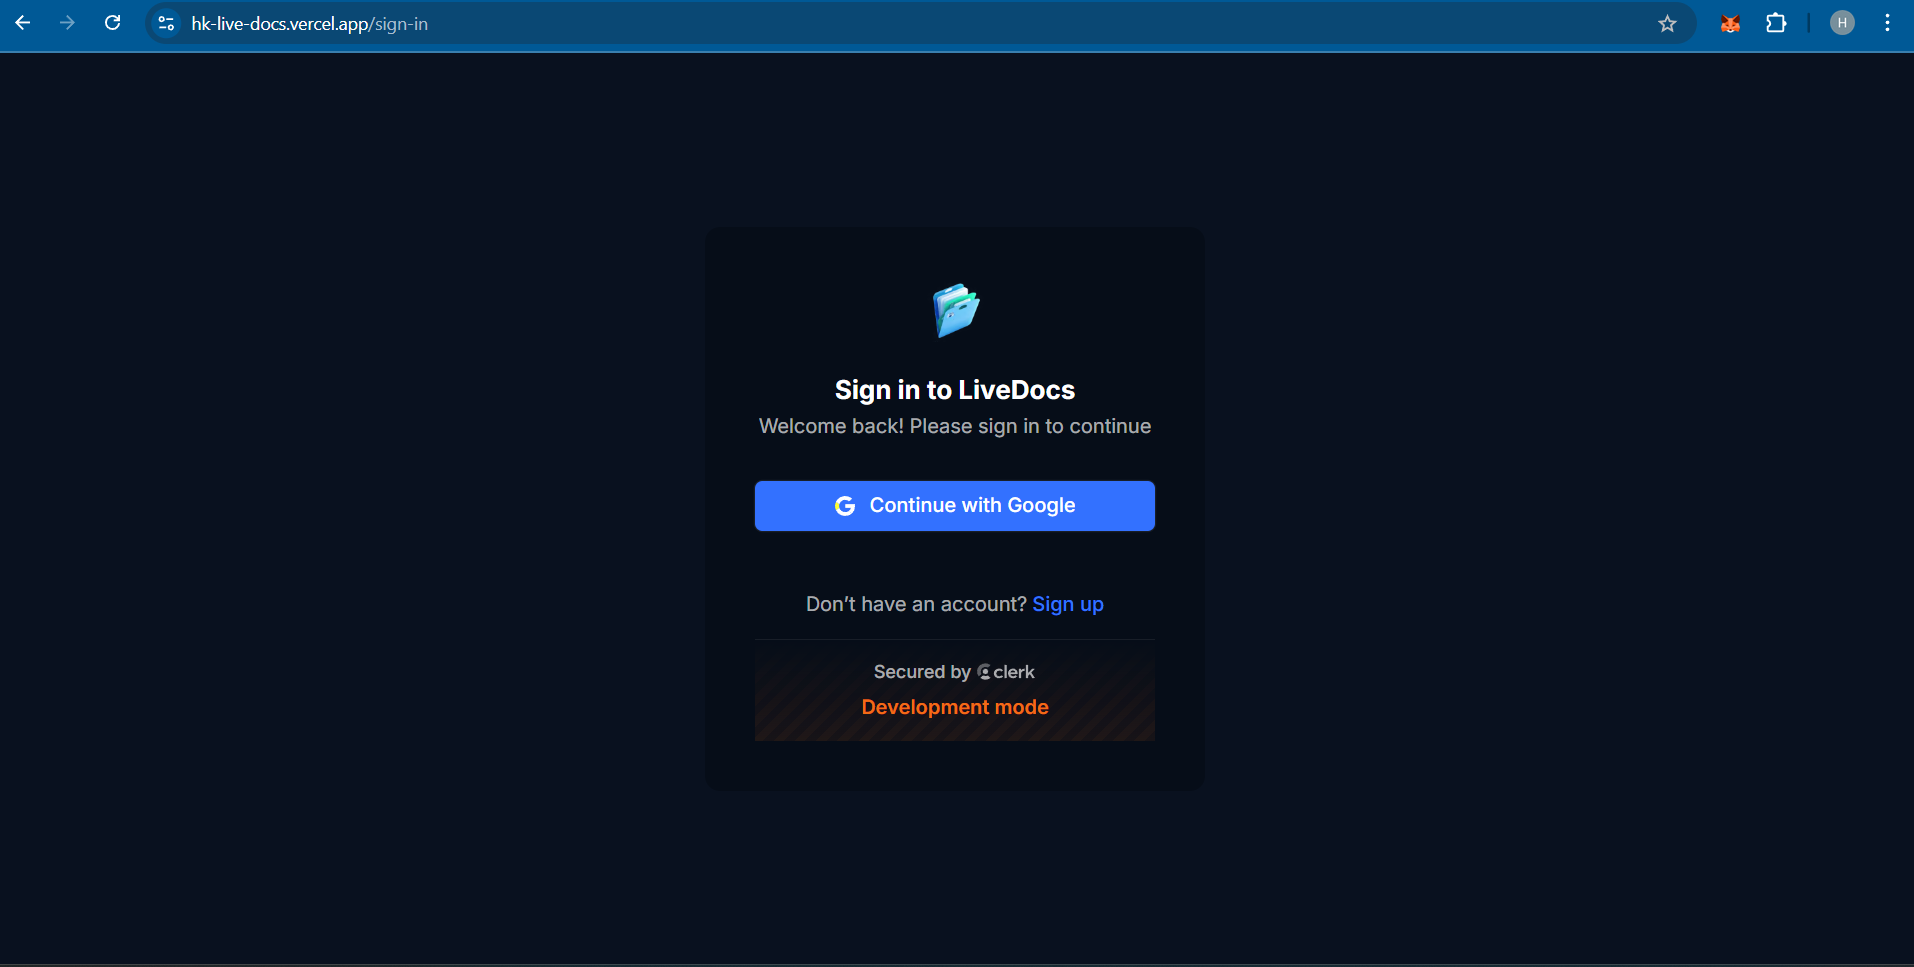 hk-live-docs.vercel.app/sign-in
H
Sign in to LiveDocs
Welcome back! Please sign in to continue
G Continue with Google
Don’t have an account? Sign up
Secured by clerk
Development mode